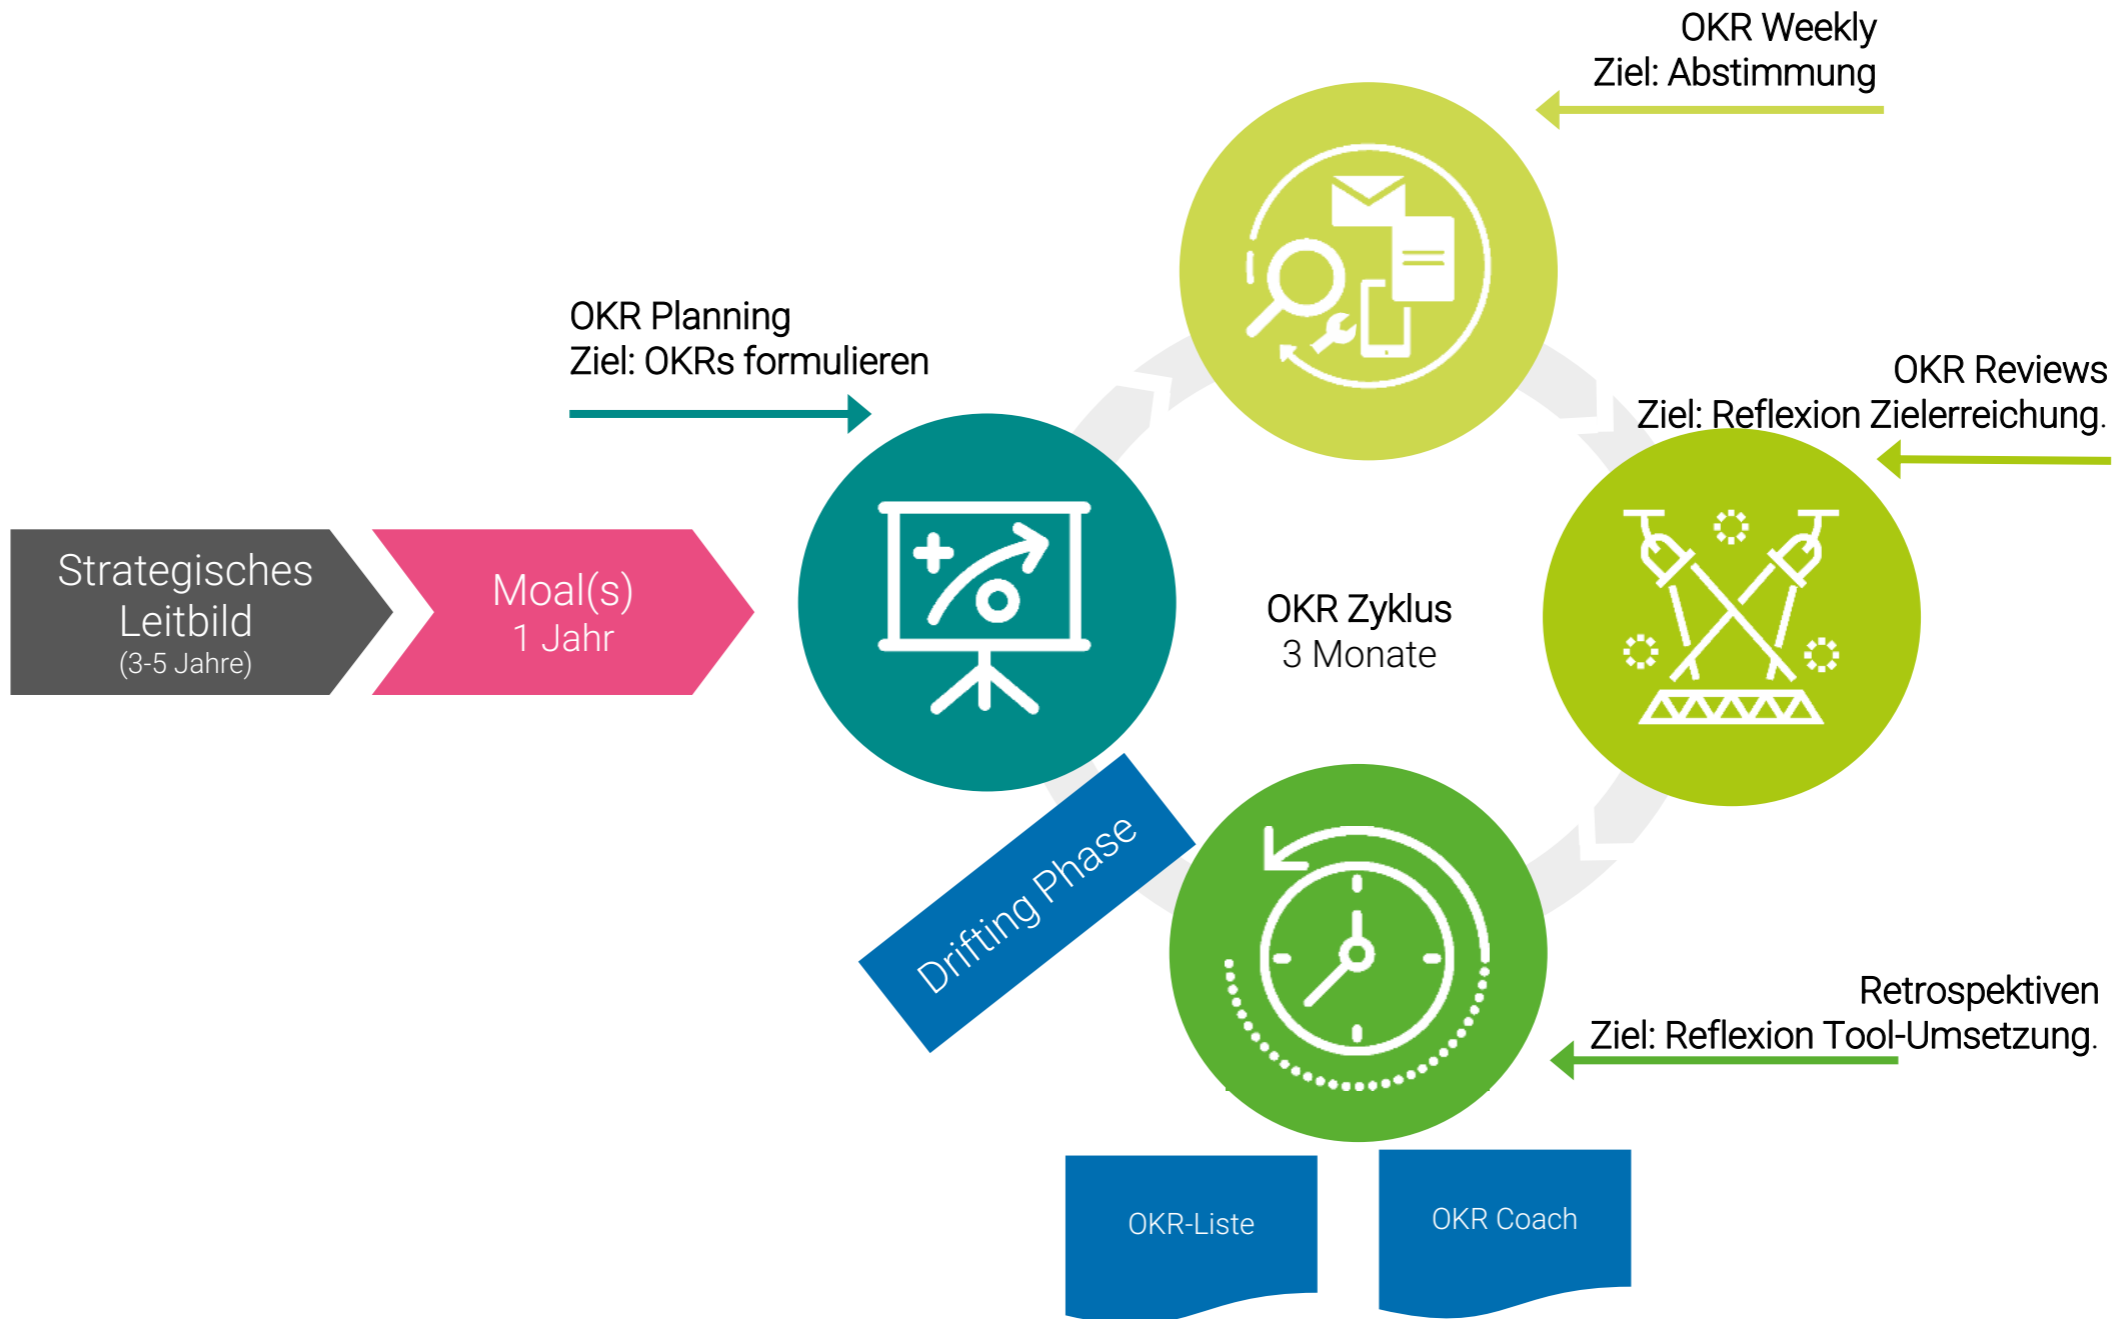 OKR Weekly
Ziel: Abstimmung
OKR Planning
Ziel: OKRs formulieren
OKR Reviews
Ziel: Reflexion Zielerreichung.
Strategisches
Leitbild
(3-5 Jahre)
Moal(s)
1 Jahr
OKR Zyklus
3 Monate
Drifting Phase
Retrospektiven
Ziel: Reflexion Tool-Umsetzung.
OKR-Liste
OKR Coach